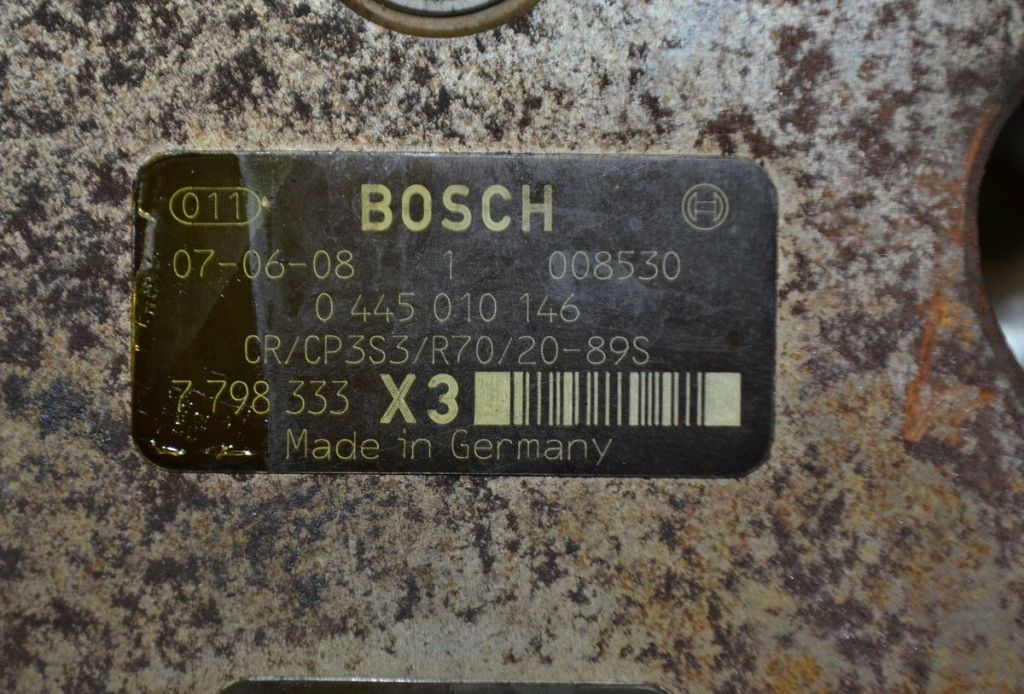 011 BOSCH
07-06-08 1 008530
0 445 010 146
CR/CP3S3/R70/20-89S
7 798 333 X3
Made in Germany